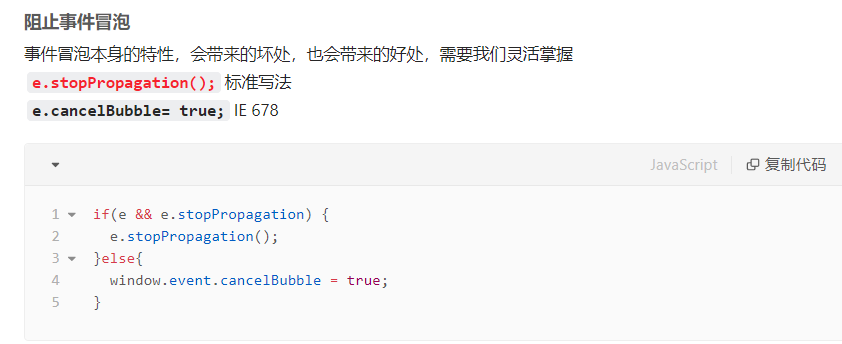 阻止事件冒泡
事件冒泡本身的特性，会带来的坏处，也会带来的好处，需要我们灵活掌握
e.stopPropagation(); 标准写法
e.cancelBubble= true; IE 678
JavaScript 复制代码
1 if(e && e.stopPropagation) {
2 e.stopPropagation();
3 }else{
4 window.event.cancelBubble = true;
5 }